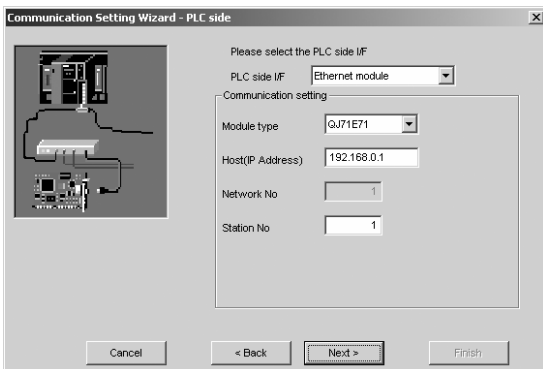 Communication Setting Wizard - PLC side
Please select the PLC side I/F
PLC side I/F Ethernet module
Communication setting
Module type QJ71E71
Host(IP Address) 192.168.0.1
Network No 1
Station No 1
Cancel < Back Next > Finish